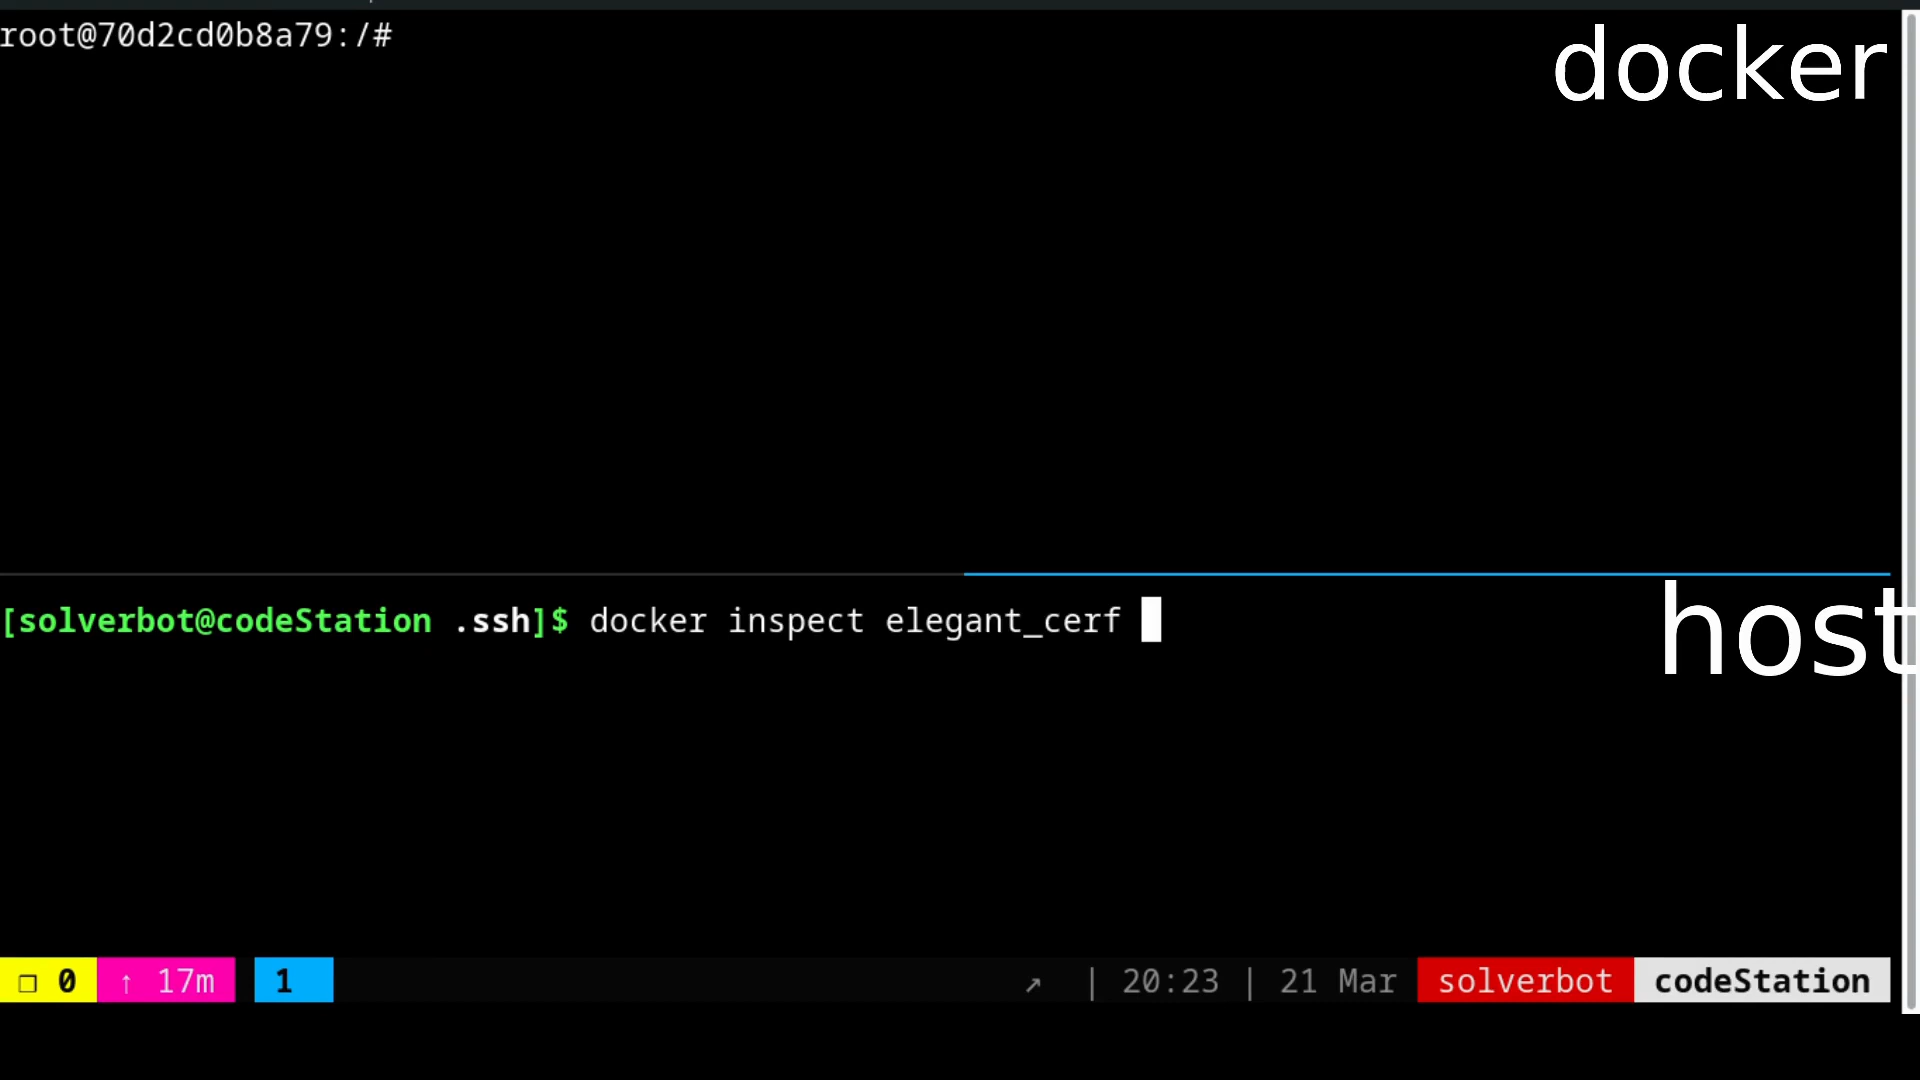 root@70d2cd0b8a79:/#
docker
[solverbot@codeStation .ssh]$ docker inspect elegant_cerf
host
❐ 0 ↑ 17m 1 ↗ | 20:23 | 21 Mar solverbot codeStation